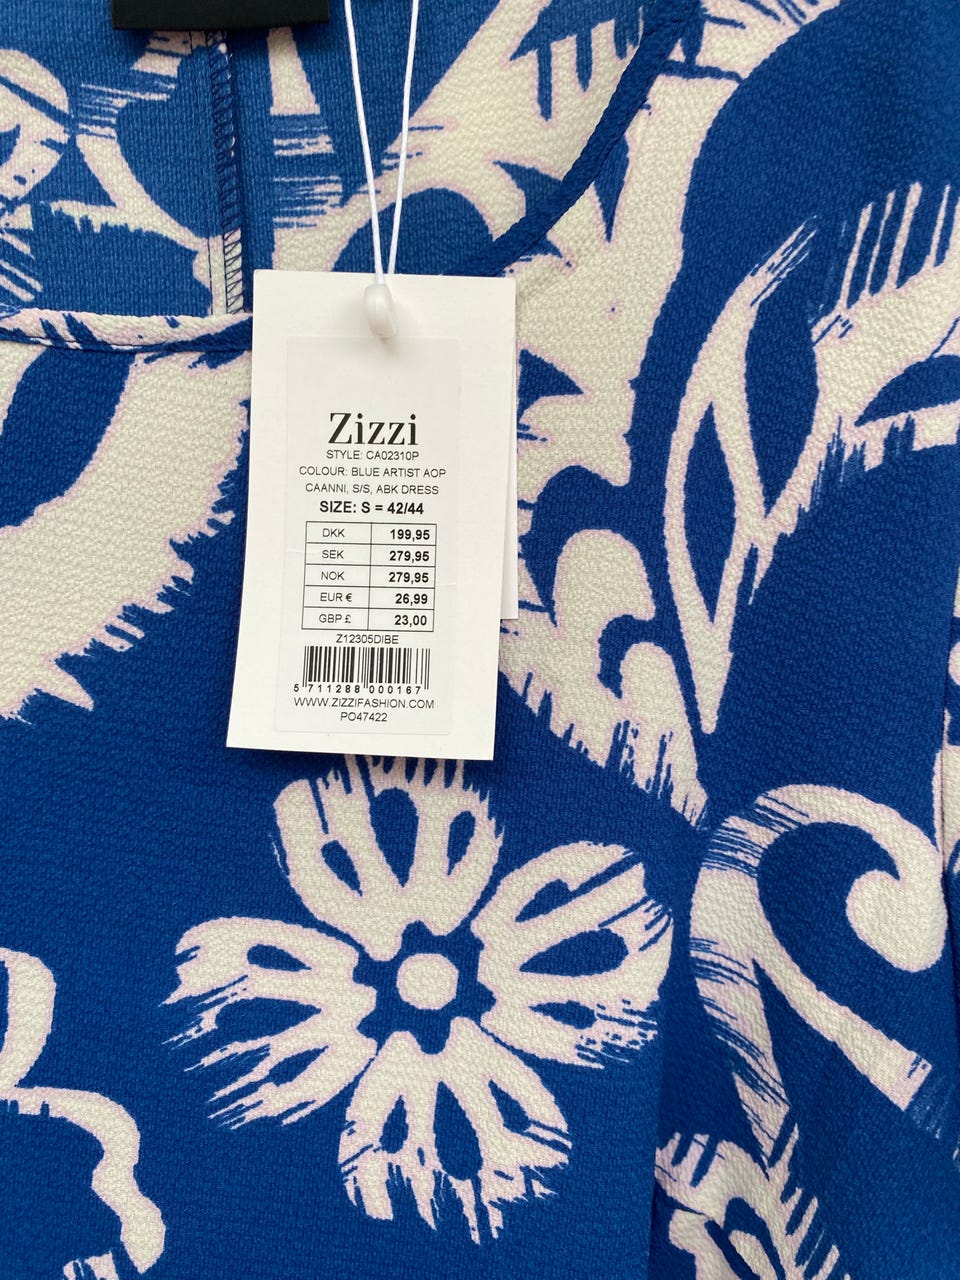 Zizzi
STYLE: CA02310P
COLOUR: BLUE ARTIST AOP
CAANNI, S/S, ABK DRESS
SIZE: S = 42/44
DKK 199,95
SEK 279,95
NOK 279,95
EUR € 26,99
GBP £ 23,00
Z12305DIBE
5 711288 000167
WWW.ZIZZIFASHION.COM
PO47422